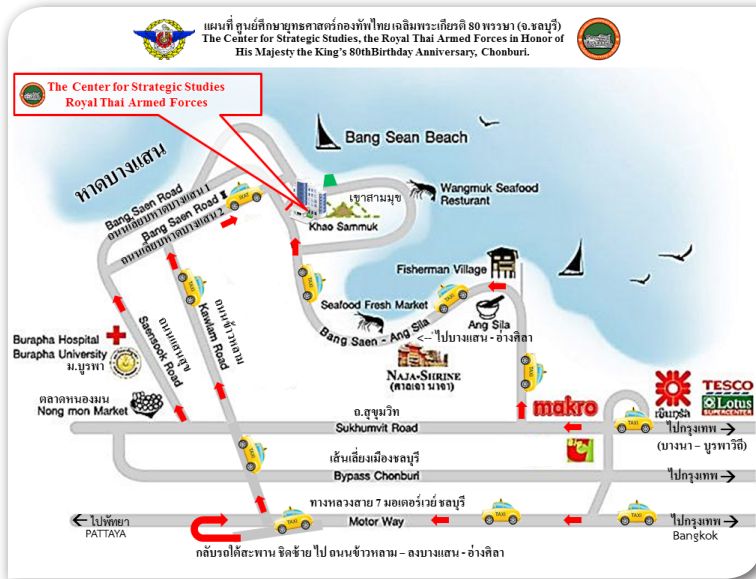 แผนที่ ศูนย์ศึกษายุทธศาสตร์กองทัพไทย เฉลิมพระเกียรติ 80 พรรษา (จ.ชลบุรี)
The Center for Strategic Studies, the Royal Thai Armed Forces in Honor of
His Majesty the King's 80thBirthday Anniversary, Chonburi.
The Center for Strategic Studies
Royal Thai Armed Forces
Bang Sean Beach
หาดบางแสน
Bang Saen Road
ถนนเลียบหาดบางแสน 1
Bang Saen Road II
ถนนเลียบหาดบางแสน 2
เขาสามมุข
Khao Sammuk
Wangmuk Seafood
Resturant
Fisherman Village
Seafood Fresh Market
Ang Sila
Bang Saen - Ang Sila
<-- ไปบางแสน - อ่างศิลา
NAJA-SHRINE
(ศาลเจา นาจา)
Burapha Hospital
Burapha University
ม.บูรพา
ถนนแสนสุข
Saensook Road
ถนนข้าวหลาม
Kawlam Road
ตลาดหนองมน
Nong mon Market
makro
เซ็นทรัล
TESCO
Lotus
SUPERCENTER
ถ.สุขุมวิท
Sukhumvit Road
ไปกรุงเทพ
(บางนา – บูรพาวิถี)
เส้นเลี่ยงเมืองชลบุรี
Bypass Chonburi
ไปกรุงเทพ
ทางหลวงสาย 7 มอเตอร์เวย์ ชลบุรี
Motor Way
ไปพัทยา
PATTAYA
ไปกรุงเทพ
Bangkok
กลับรถใต้สะพาน ชิดซ้าย ไป ถนนข้าวหลาม – ลงบางแสน - อ่างศิลา
TAXI
TAXI
TAXI
TAXI
TAXI
TAXI
TAXI
TAXI
TAXI
TAXI